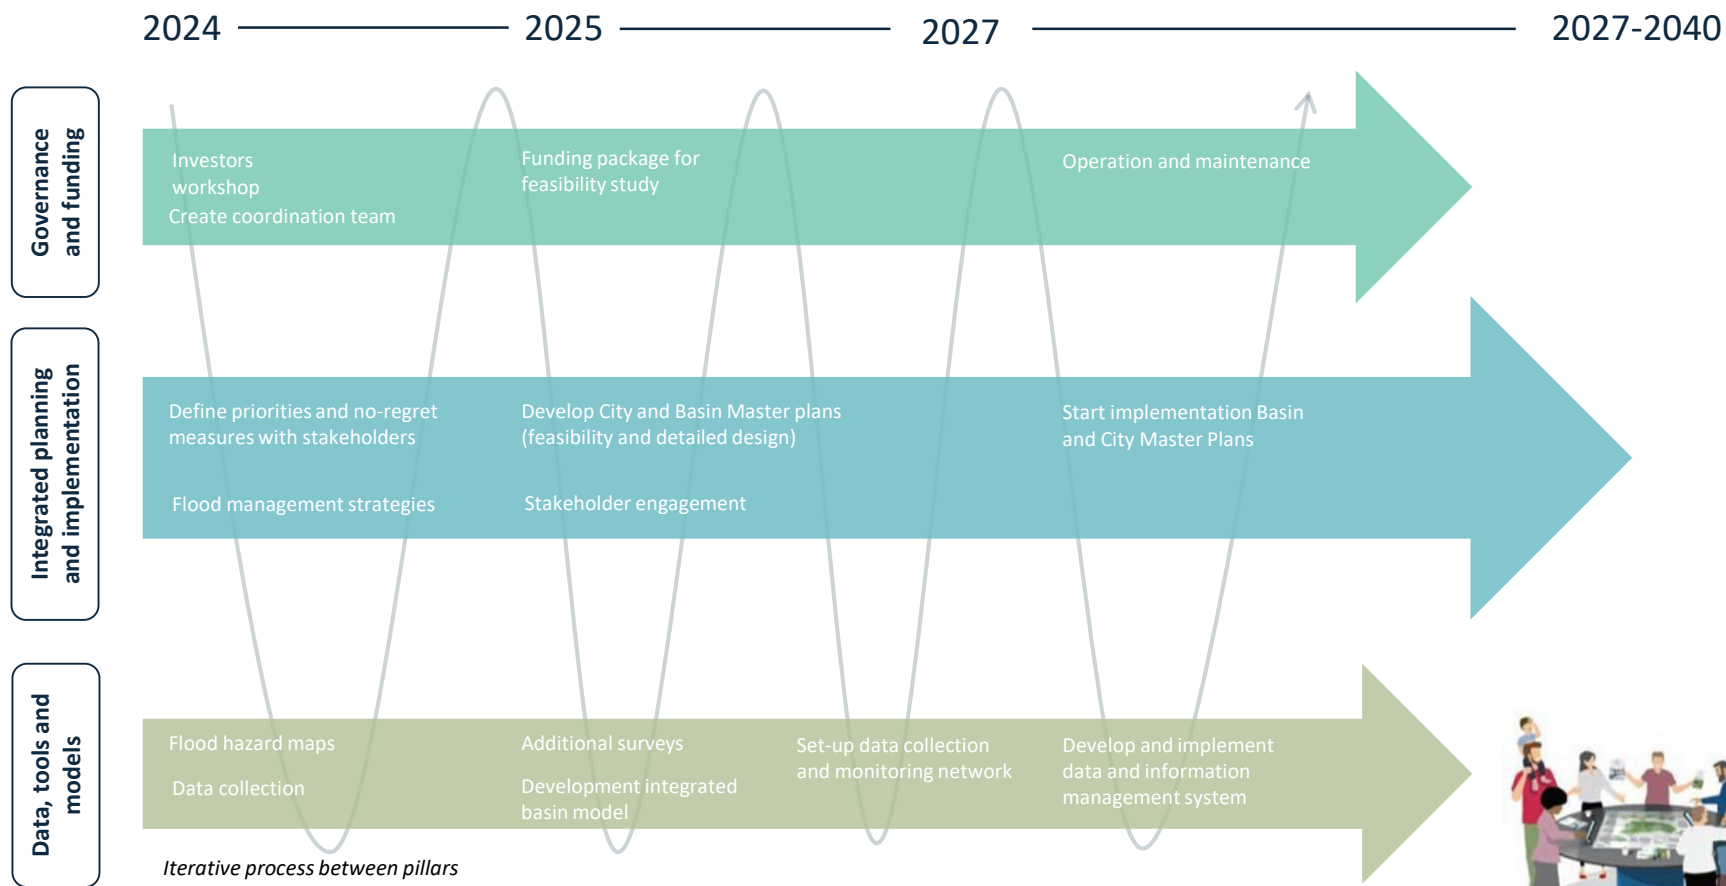 2024
2025
2027
2027-2040
Governance
and funding
Investors
workshop
Create coordination team
Funding package for
feasibility study
Operation and maintenance
Integrated planning
and implementation
Define priorities and no-regret
measures with stakeholders
Flood management strategies
Develop City and Basin Master plans
(feasibility and detailed design)
Stakeholder engagement
Start implementation Basin
and City Master Plans
Data, tools and
models
Flood hazard maps
Data collection
Additional surveys
Development integrated
basin model
Set-up data collection
and monitoring network
Develop and implement
data and information
management system
Iterative process between pillars